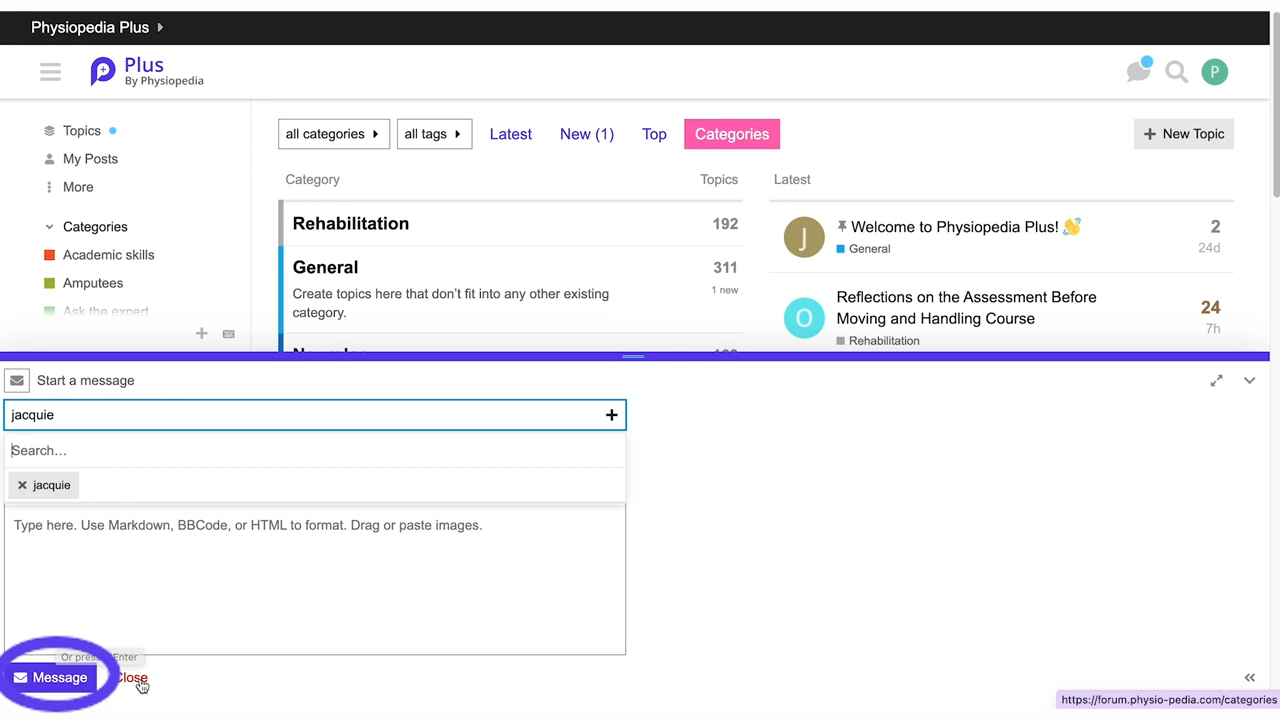 Physiopedia Plus
Plus
By Physiopedia
P
Topics
My Posts
More
Categories
Academic skills
Amputees
Ask the expert
all categories
all tags
Latest
New (1)
Top
Categories
New Topic
Category Topics
Rehabilitation 192
General 311
1 new
Create topics here that don't fit into any other existing
category.
Latest
J
Welcome to Physiopedia Plus! 👋 2
General 24d
O
Reflections on the Assessment Before
Moving and Handling Course 24
7h
Rehabilitation
Start a message
jacquie
Search…
jacquie
Type here. Use Markdown, BBCode, or HTML to format. Drag or paste images.
Message
Close
https://forum.physio-pedia.com/categories